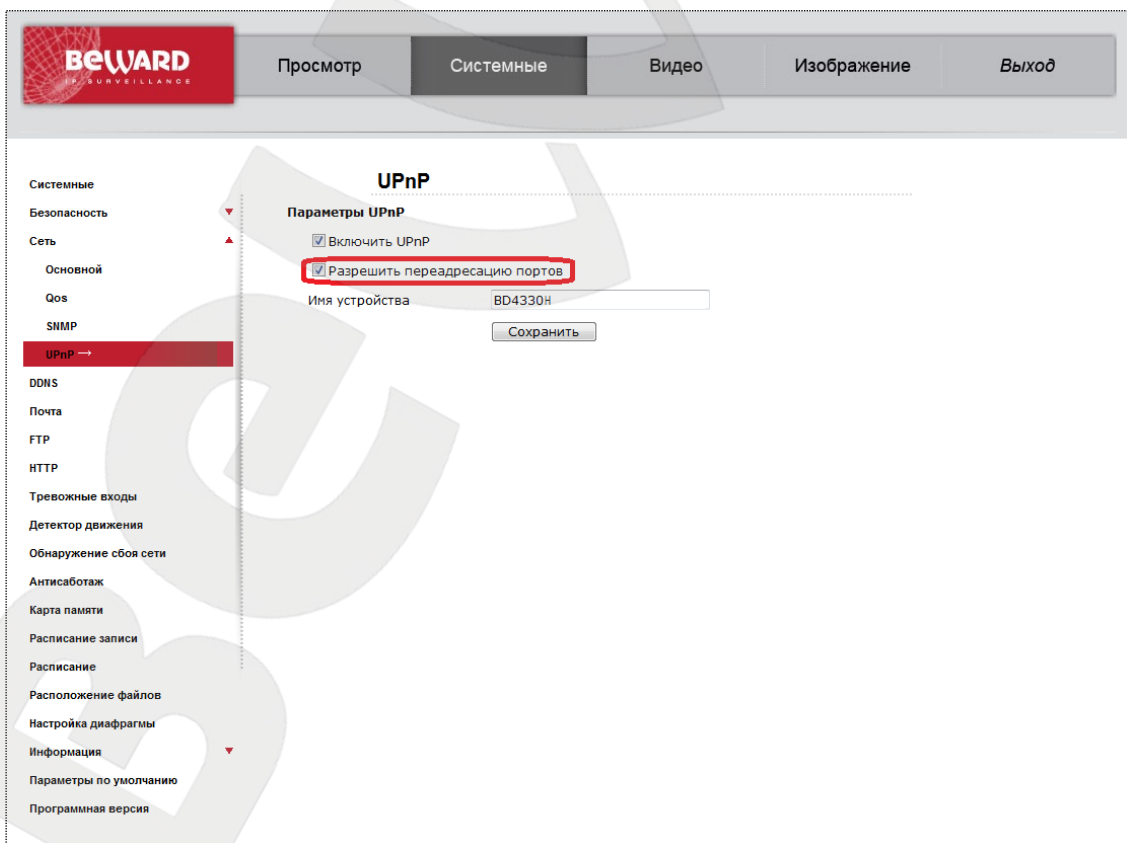 BEWARD
IP SURVEILLANCE
Просмотр Системные Видео Изображение Выход
UPnP
Системные
Безопасность
Сеть
Основной
Qos
SNMP
UPnP →
DDNS
Почта
FTP
HTTP
Тревожные входы
Детектор движения
Обнаружение сбоя сети
Антисаботаж
Карта памяти
Расписание записи
Расписание
Расположение файлов
Настройка диафрагмы
Информация
Параметры по умолчанию
Программная версия
Параметры UPnP
Включить UPnP
Разрешить переадресацию портов
Имя устройства BD4330H
Сохранить